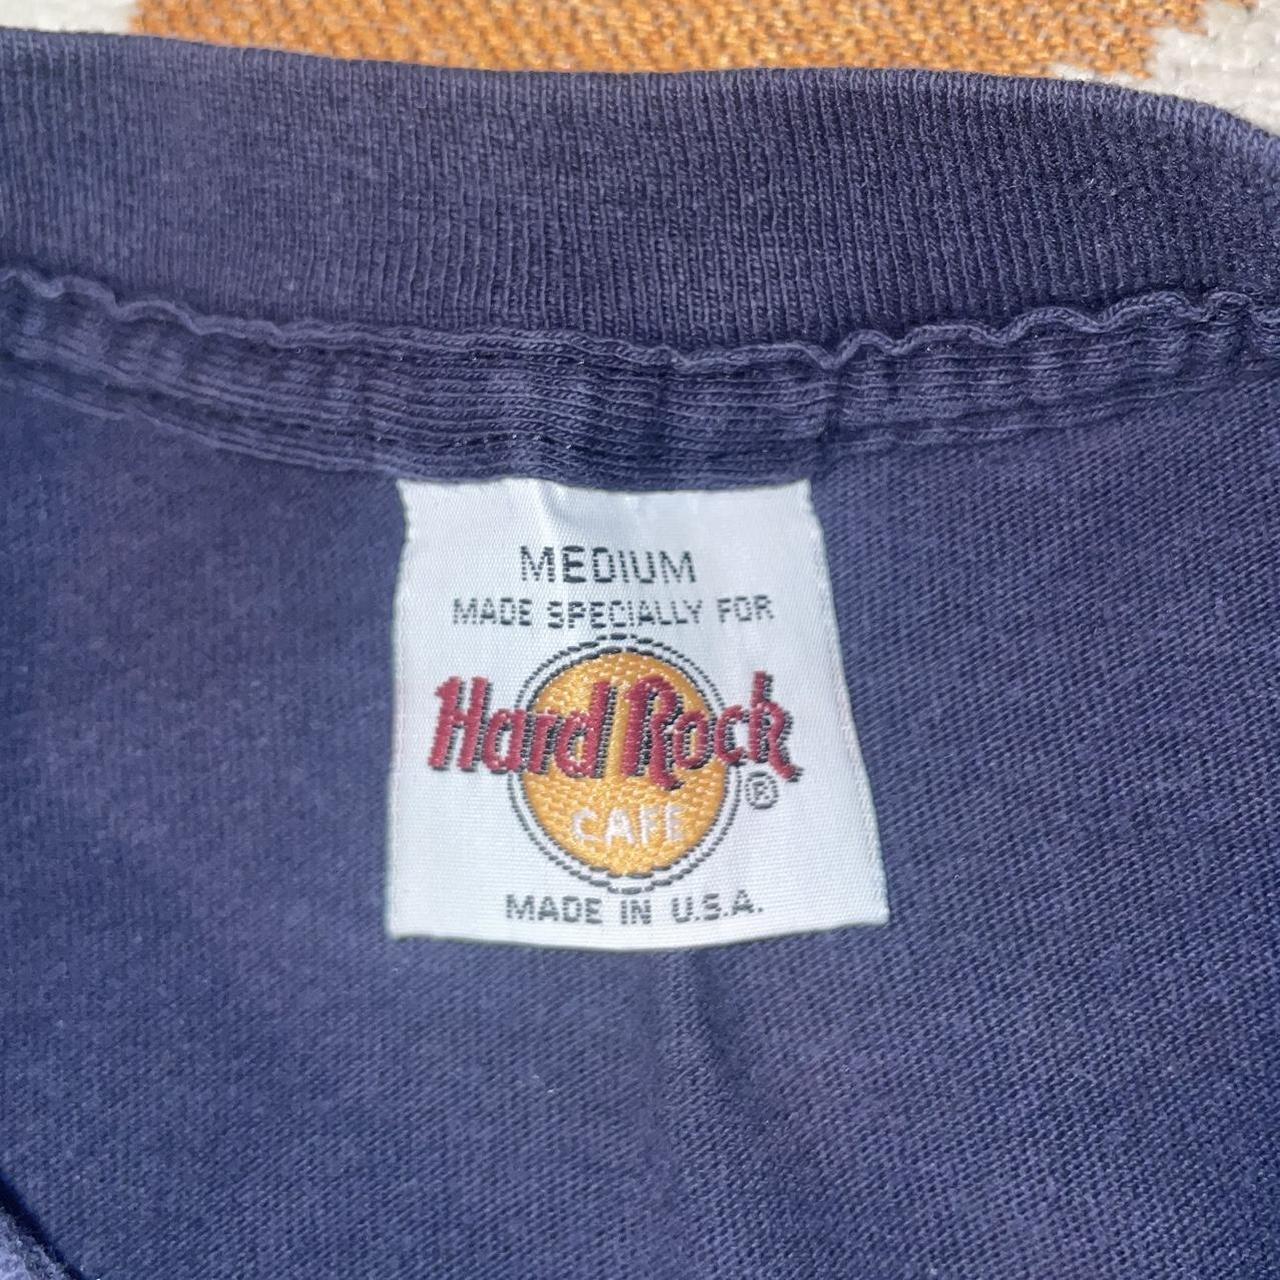 MEDIUM
MADE SPECIALLY FOR
Hard Rock
CAFE
®
MADE IN U.S.A.